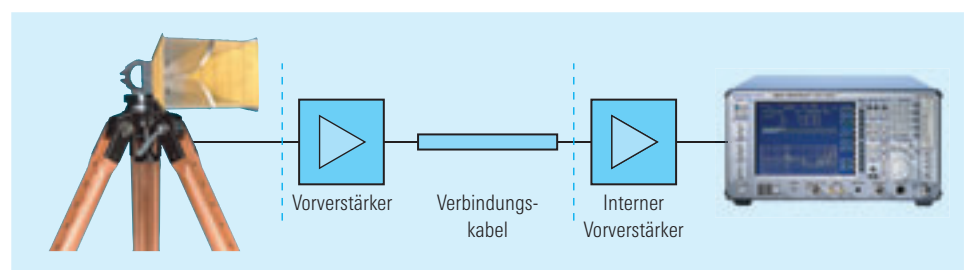 Vorverstärker
Verbindungs-
kabel
Interner
Vorverstärker